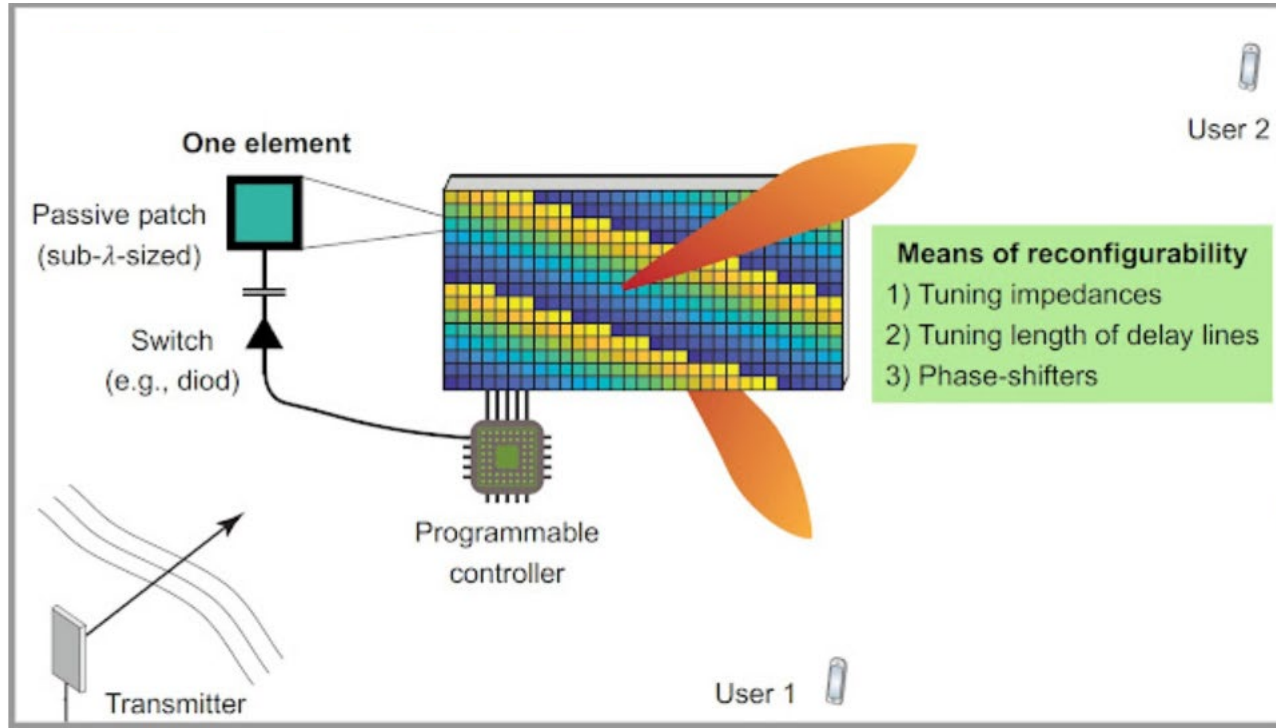 User 2
One element
Passive patch
(sub-λ-sized)
Means of reconfigurability
1) Tuning impedances
2) Tuning length of delay lines
3) Phase-shifters
Switch
(e.g., diod)
Programmable
controller
User 1
Transmitter